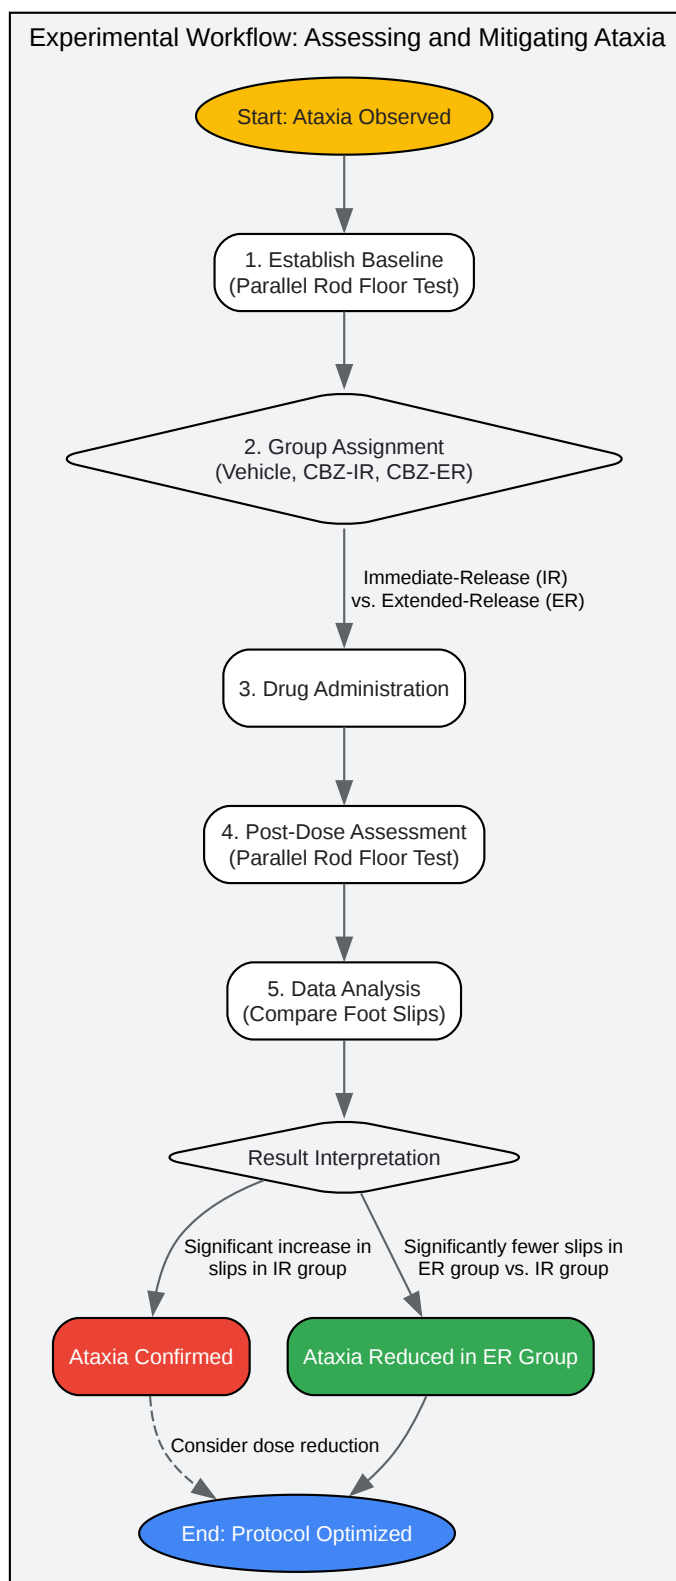 Experimental Workflow: Assessing and Mitigating Ataxia
Start: Ataxia Observed
1. Establish Baseline
(Parallel Rod Floor Test)
2. Group Assignment
(Vehicle, CBZ-IR, CBZ-ER)
Immediate-Release (IR)
vs. Extended-Release (ER)
3. Drug Administration
4. Post-Dose Assessment
(Parallel Rod Floor Test)
5. Data Analysis
(Compare Foot Slips)
Result Interpretation
Significant increase in
slips in IR group
Significantly fewer slips in
ER group vs. IR group
Ataxia Confirmed
Ataxia Reduced in ER Group
Consider dose reduction
End: Protocol Optimized